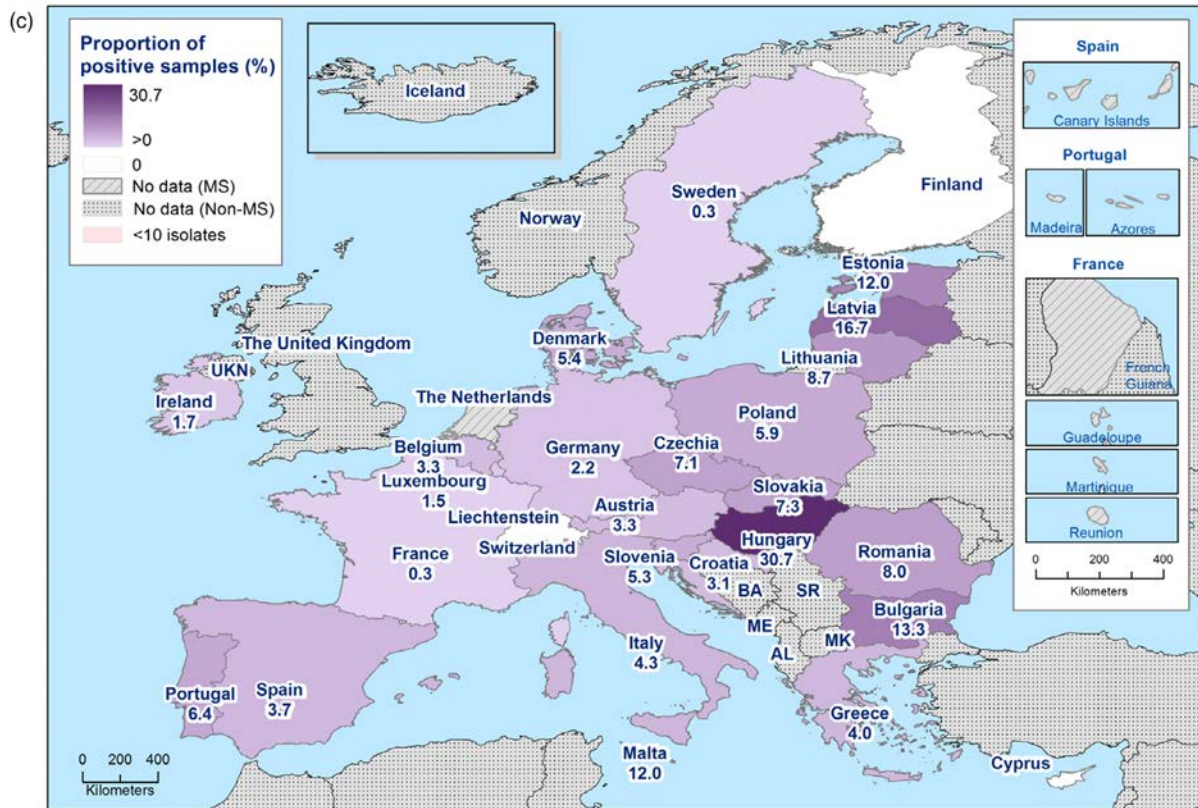 (c)
Proportion of
positive samples (%)
30.7
>0
0
No data (MS)
No data (Non-MS)
<10 isolates
Iceland
Spain
Canary Islands
Portugal
Madeira
Azores
France
French
Guiana
Guadeloupe
Martinique
Reunion
0 200 400
Kilometers
Finland
Sweden
0.3
Norway
Estonia
12.0
Latvia
16.7
Lithuania
8.7
Denmark
5.4
The United Kingdom
UKN
Ireland
1.7
The Netherlands
Poland
5.9
Belgium
3.3
Germany
2.2
Czechia
7.1
Luxembourg
1.5
Slovakia
7.3
Austria
3.3
Liechtenstein
Switzerland
Hungary
30.7
France
0.3
Slovenia
5.3
Croatia
3.1
Romania
8.0
BA
SR
Bulgaria
13.3
ME
MK
AL
Italy
4.3
Portugal
6.4
Spain
3.7
Greece
4.0
Malta
12.0
Cyprus
0 200 400
Kilometers